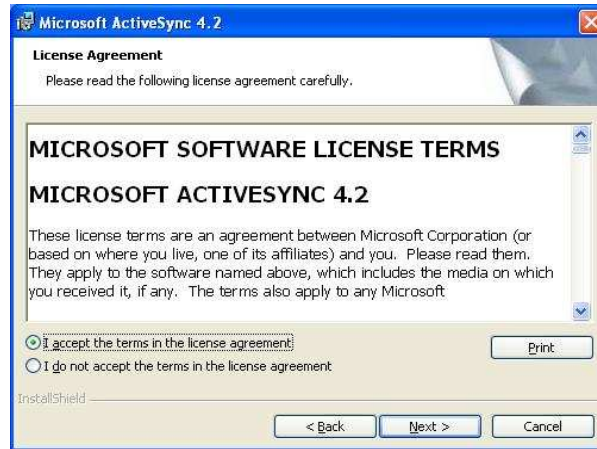 Microsoft ActiveSync 4.2
License Agreement
Please read the following license agreement carefully.
MICROSOFT SOFTWARE LICENSE TERMS
MICROSOFT ACTIVESYNC 4.2
These license terms are an agreement between Microsoft Corporation (or
based on where you live, one of its affiliates) and you.  Please read them.
They apply to the software named above, which includes the media on which
you received it, if any.  The terms also apply to any Microsoft
I accept the terms in the license agreement
Print
I do not accept the terms in the license agreement
InstallShield
< Back
Next >
Cancel